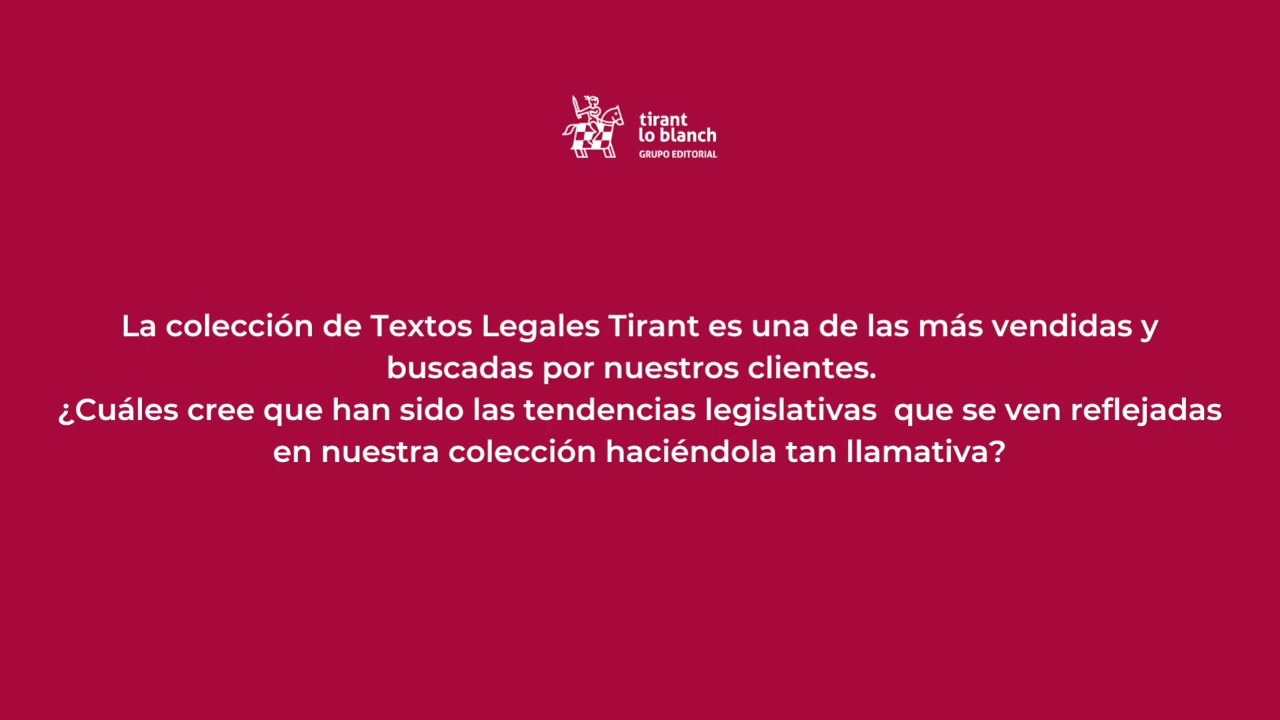 tirant
lo blanch
GRUPO EDITORIAL
La colección de Textos Legales Tirant es una de las más vendidas y
buscadas por nuestros clientes.
¿Cuáles cree que han sido las tendencias legislativas  que se ven reflejadas
en nuestra colección haciéndola tan llamativa?